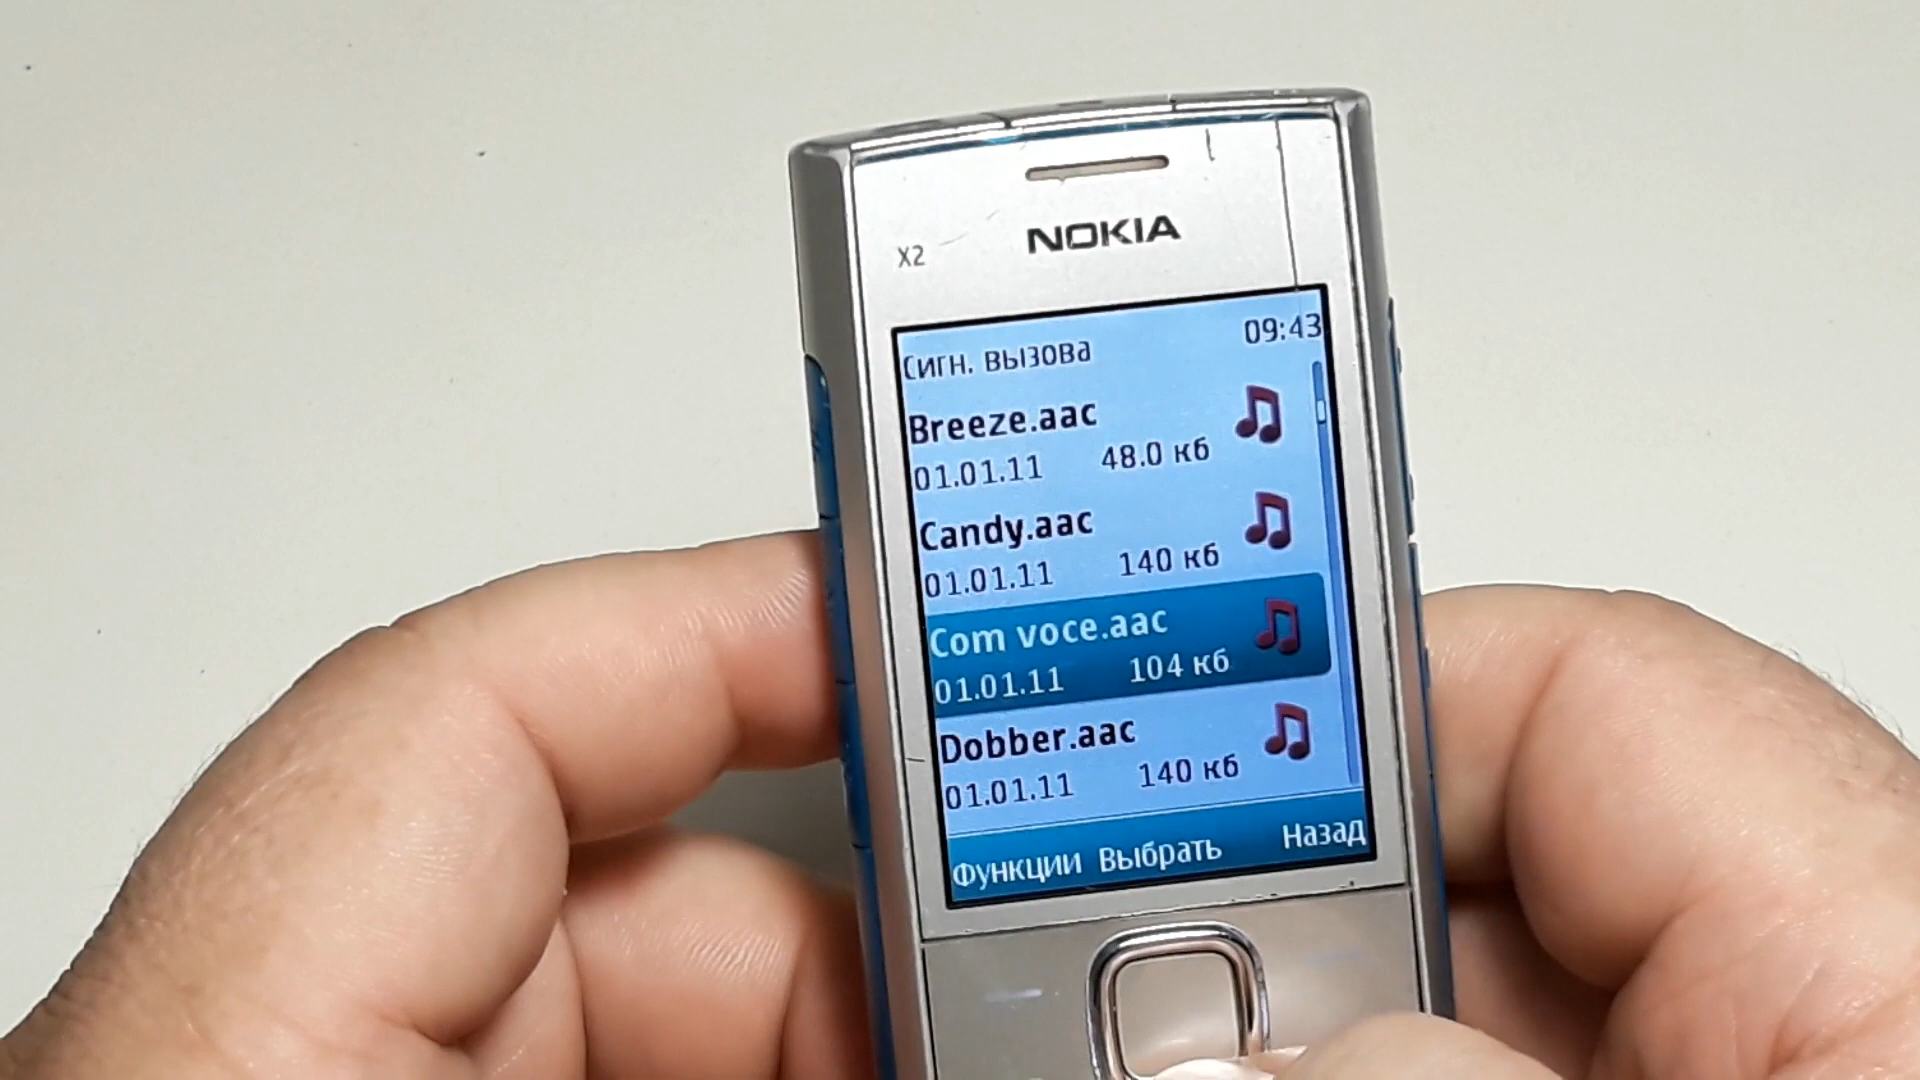 NOKIA
X2
09:43
Сигн. вызова
Breeze.aac
01.01.11 48.0 кб
Candy.aac
01.01.11 140 кб
Com voce.aac
01.01.11 104 кб
Dobber.aac
01.01.11 140 кб
Функции Выбрать Назад